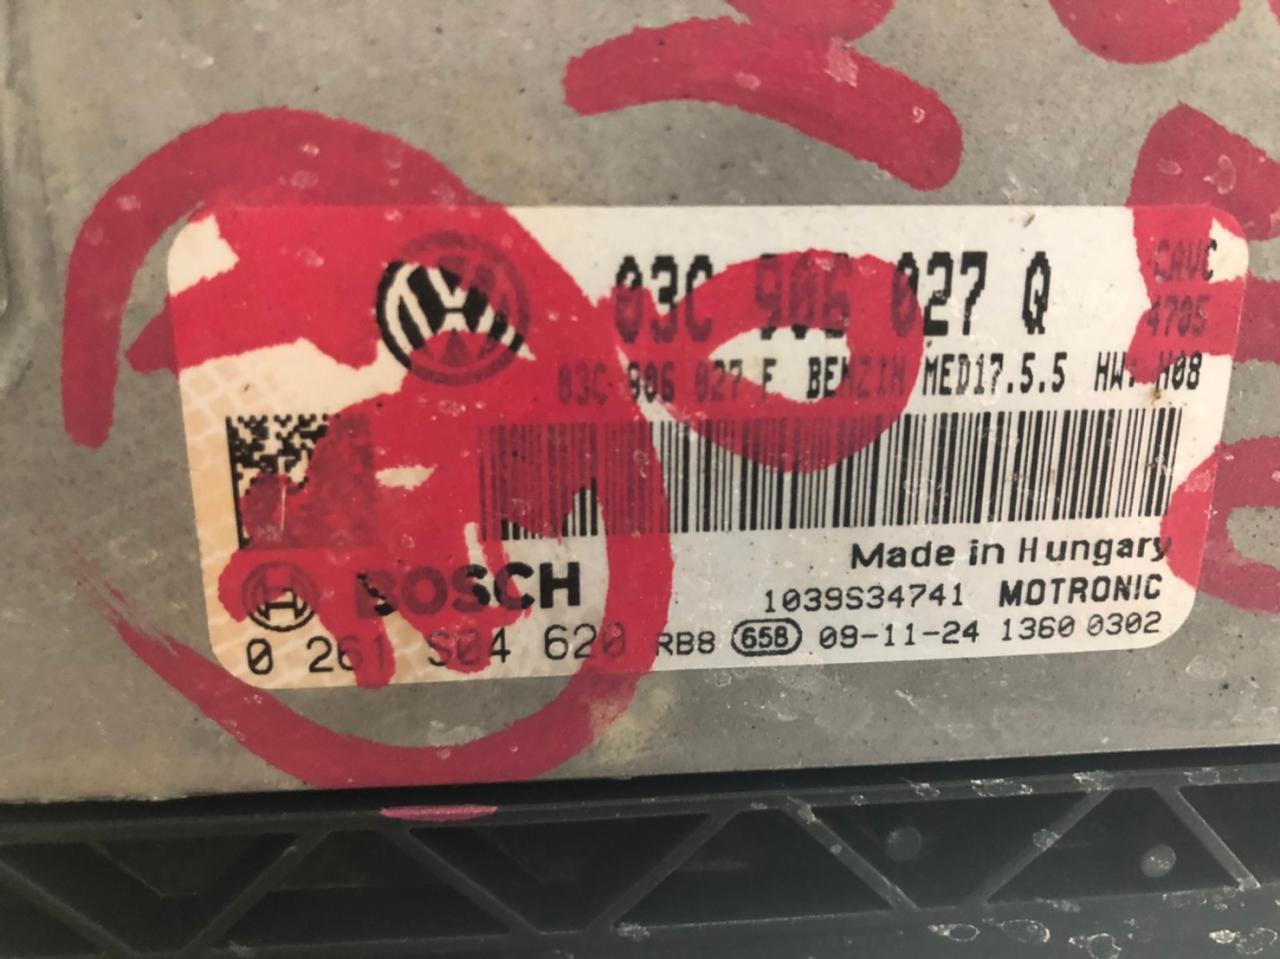 03C 906 027 Q
CAVC
4705
03C 906 027 F BENZIN MED17.5.5 HW: H08
Made in Hungary
BOSCH
1039S34741 MOTRONIC
0 261 S04 620 RB8 658 09-11-24 1360 0302